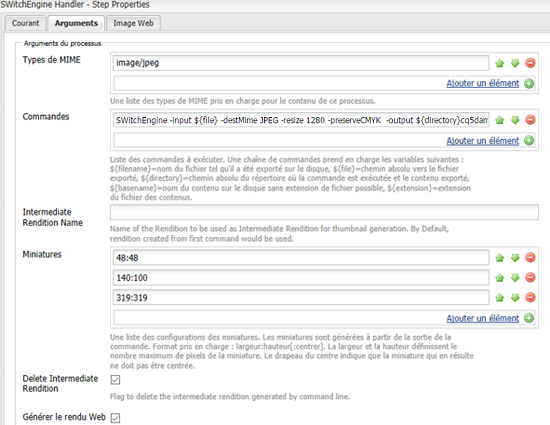 SWitchEngine Handler - Step Properties
Courant Arguments Image Web
Arguments du processus
Types de MIME image/jpeg
Ajouter un élément
Une liste des types de MIME pris en charge pour le contenu de ce processus.
Commandes SWitchEngine -input ${file} -destMime JPEG -resize 1280 -preserveCMYK -output ${directory}cq5dam
Ajouter un élément
Liste des commandes à exécuter. Une chaîne de commandes prend en charge les variables suivantes :
${filename}=nom du fichier tel qu'il a été exporté sur le disque, ${file}=chemin absolu vers le fichier
exporté, ${directory}=chemin absolu du répertoire où la commande est exécutée et le contenu exporté,
${basename}=nom du contenu sur le disque sans extension de fichier possible, ${extension}=extension
du fichier des contenus.
Intermediate
Rendition Name
Name of the Rendition to be used as Intermediate Rendition for thumbnail generation. By Default,
rendition created from first command would be used.
Miniatures 48:48
140:100
319:319
Ajouter un élément
Une liste des configurations des miniatures. Les miniatures sont générées à partir de la sortie de la
commande. Format pris en charge : largeur:hauteur[:centrer]. La largeur et la hauteur définissent le
nombre maximum de pixels de la miniature. Le drapeau du centre indique que la miniature qui en résulte
ne doit pas être centrée.
Delete Intermediate
Rendition
Flag to delete the intermediate rendition generated by command line.
Générer le rendu Web